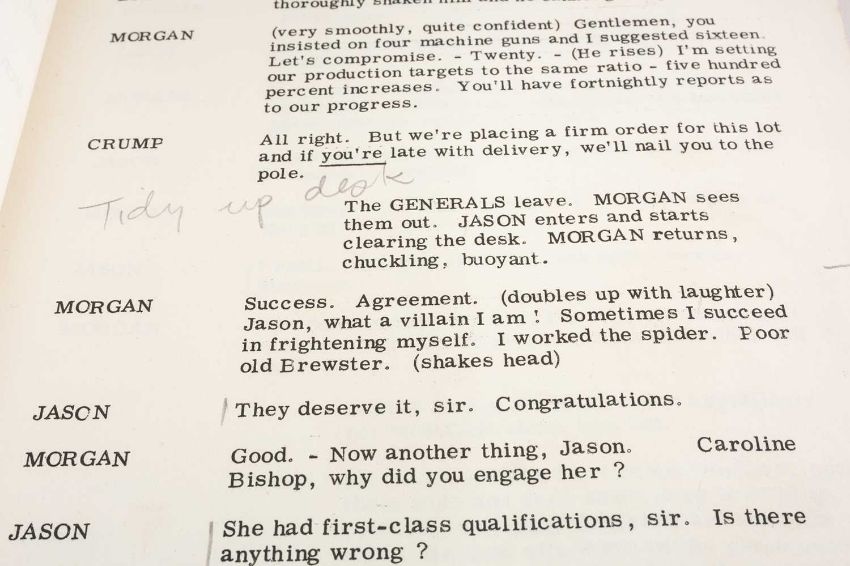 thoroughly shaken him and he
MORGAN (very smoothly, quite confident) Gentlemen, you
insisted on four machine guns and I suggested sixteen.
Let's compromise. - Twenty. - (He rises) I'm setting
our production targets to the same ratio - five hundred
percent increases. You'll have fortnightly reports as
to our progress.
CRUMP All right. But we're placing a firm order for this lot
and if you're late with delivery, we'll nail you to the
pole.
Tidy up desk
The GENERALS leave. MORGAN sees
them out. JASON enters and starts
clearing the desk. MORGAN returns,
chuckling, buoyant.
MORGAN Success. Agreement. (doubles up with laughter)
Jason, what a villain I am ! Sometimes I succeed
in frightening myself. I worked the spider. Poor
old Brewster. (shakes head)
JASON They deserve it, sir. Congratulations.
MORGAN Good. - Now another thing, Jason. Caroline
Bishop, why did you engage her ?
JASON She had first-class qualifications, sir. Is there
anything wrong ?